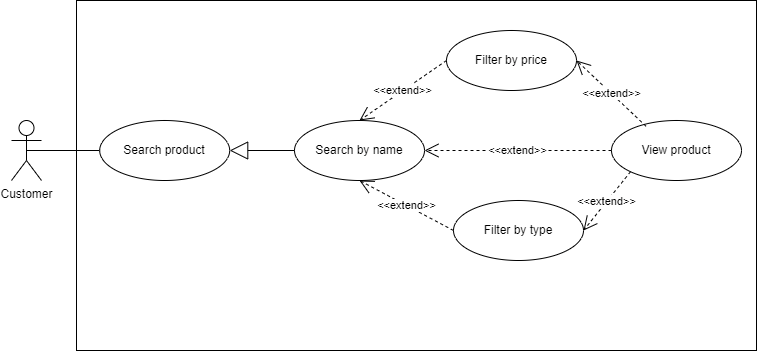 Filter by price
<<extend>>
<<extend>>
Search product
Search by name
<<extend>>
View product
Customer
<<extend>>
<<extend>>
Filter by type